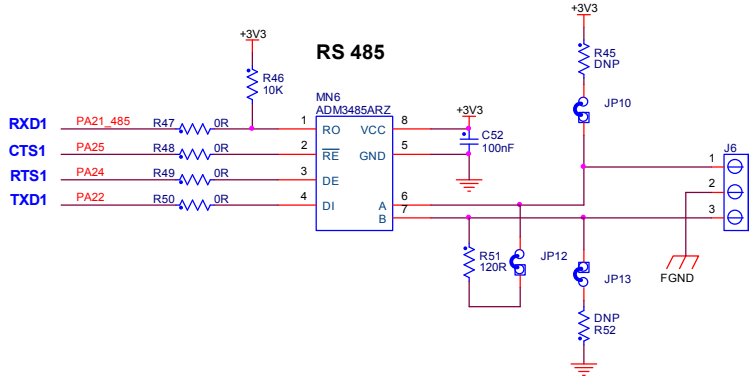 +3V3
RS 485
R46
10K
+3V3
R45
DNP
JP10
MN6
ADM3485ARZ
RXD1 PA21_485 R47 0R 1 RO VCC 8
CTS1 PA25 R48 0R 2 RE GND 5
RTS1 PA24 R49 0R 3 DE
TXD1 PA22 R50 0R 4 DI A 6
B 7
+3V3
C52
100nF
J6
1
2
3
R51
120R
JP12
JP13
FGND
DNP
R52